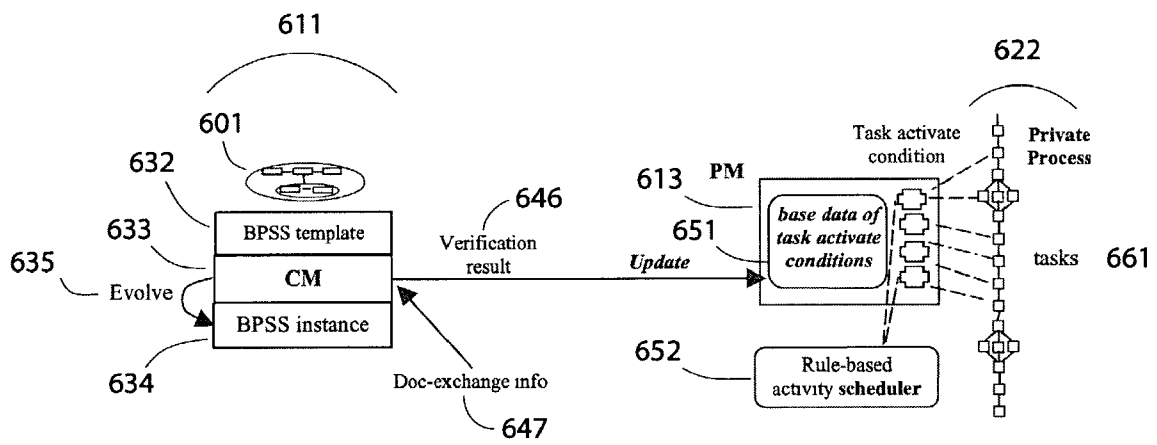 611
622
601
632
646
Task activate
condition
Private
Process
PM
613
633
BPSS template
Verification
result
651
base data of
task activate
conditions
635
Evolve
CM
Update
tasks
661
BPSS instance
634
Doc-exchange info
647
652
Rule-based
activity scheduler